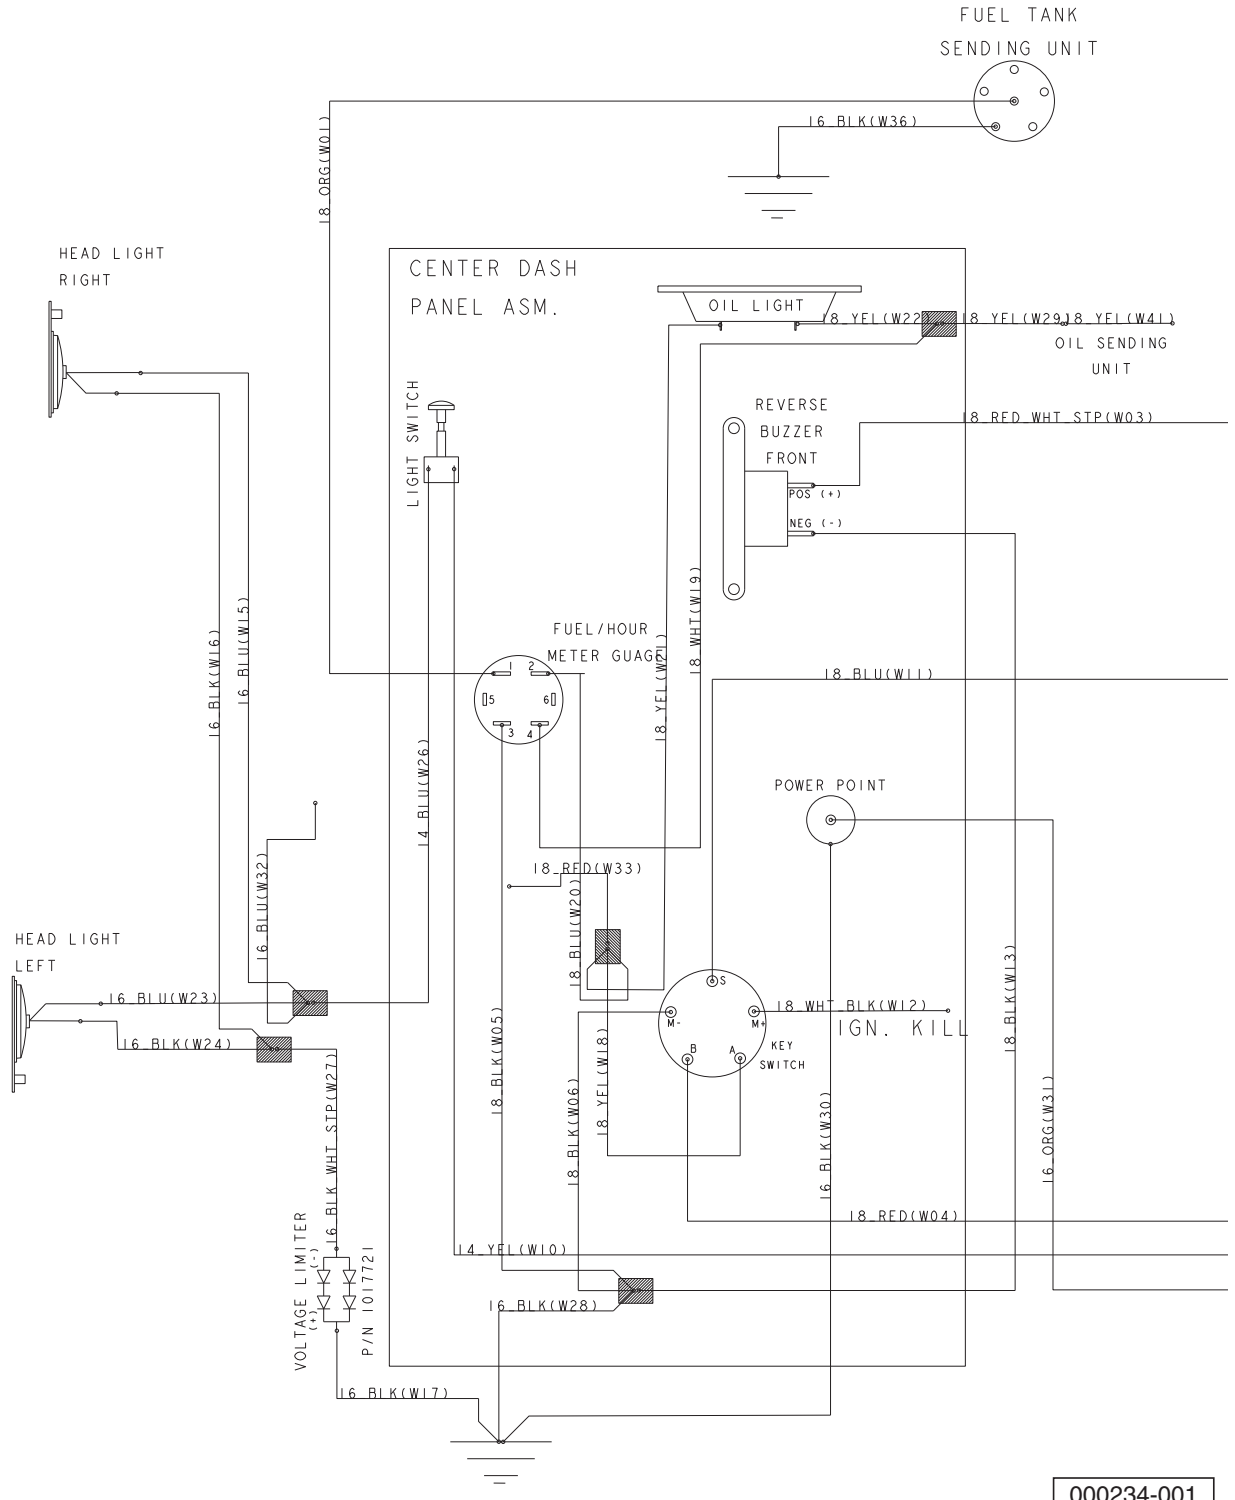 FUEL TANK
SENDING UNIT
16_BLK(W36)
18_ORG(W01)
HEAD LIGHT
RIGHT
CENTER DASH
PANEL ASM.
OIL LIGHT
18_YEL(W22)
18_YEL(W29)
18_YEL(W41)
OIL SENDING
UNIT
LIGHT SWITCH
REVERSE
BUZZER
FRONT
18_RED_WHT_STP(W03)
POS (+)
NEG (-)
16_BLK(W16)
16_BLU(W15)
FUEL/HOUR
METER GUAGE
18_YEL(W21)
18_WHT(W19)
1
2
5
6
3
4
18_BLU(W11)
14_BLU(W26)
POWER POINT
16_BLU(W32)
18_RED(W33)
18_BLU(W20)
HEAD LIGHT
LEFT
16_BLU(W23)
16_BLK(W24)
S
M-
M+
B
A
KEY
SWITCH
18_WHT_BLK(W12)
IGN. KILL
18_BLK(W13)
18_BLK(W05)
18_YEL(W18)
18_BLK(W06)
16_BLK_WHT_STP(W27)
16_BLK(W30)
16_ORG(W31)
18_RED(W04)
14_YEL(W10)
VOLTAGE LIMITER
(+)
(-)
P/N 1017721
16_BLK(W28)
16_BLK(W17)
000234-001